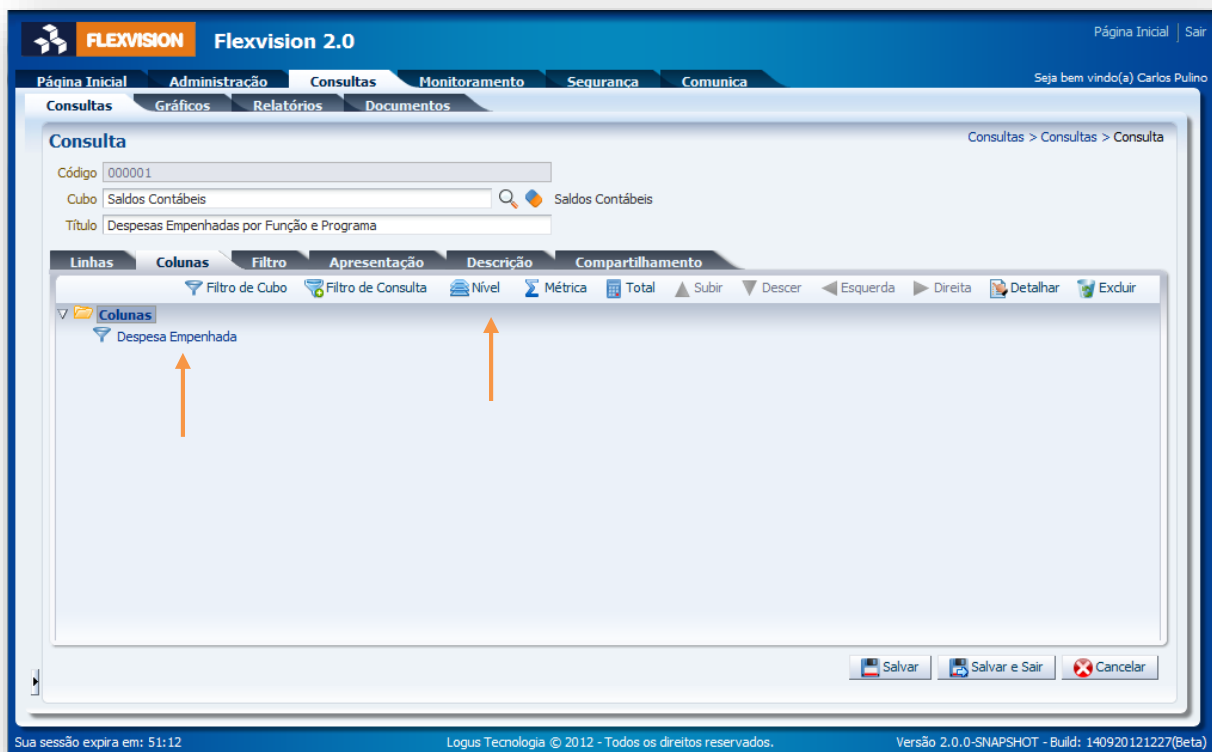 FLEXVISION Flexvision 2.0 Página Inicial | Sair
Página Inicial Administração Consultas Monitoramento Segurança Comunica Seja bem vindo(a) Carlos Pulino
Consultas Gráficos Relatórios Documentos
Consulta Consultas > Consultas > Consulta
Código 000001
Cubo Saldos Contábeis Saldos Contábeis
Título Despesas Empenhadas por Função e Programa
Linhas Colunas Filtro Apresentação Descrição Compartilhamento
Filtro de Cubo Filtro de Consulta Nível Métrica Total Subir Descer Esquerda Direita Detalhar Excluir
Colunas
Despesa Empenhada
Salvar Salvar e Sair Cancelar
Sua sessão expira em: 51:12 Logus Tecnologia © 2012 - Todos os direitos reservados. Versão 2.0.0-SNAPSHOT - Build: 140920121227(Beta)